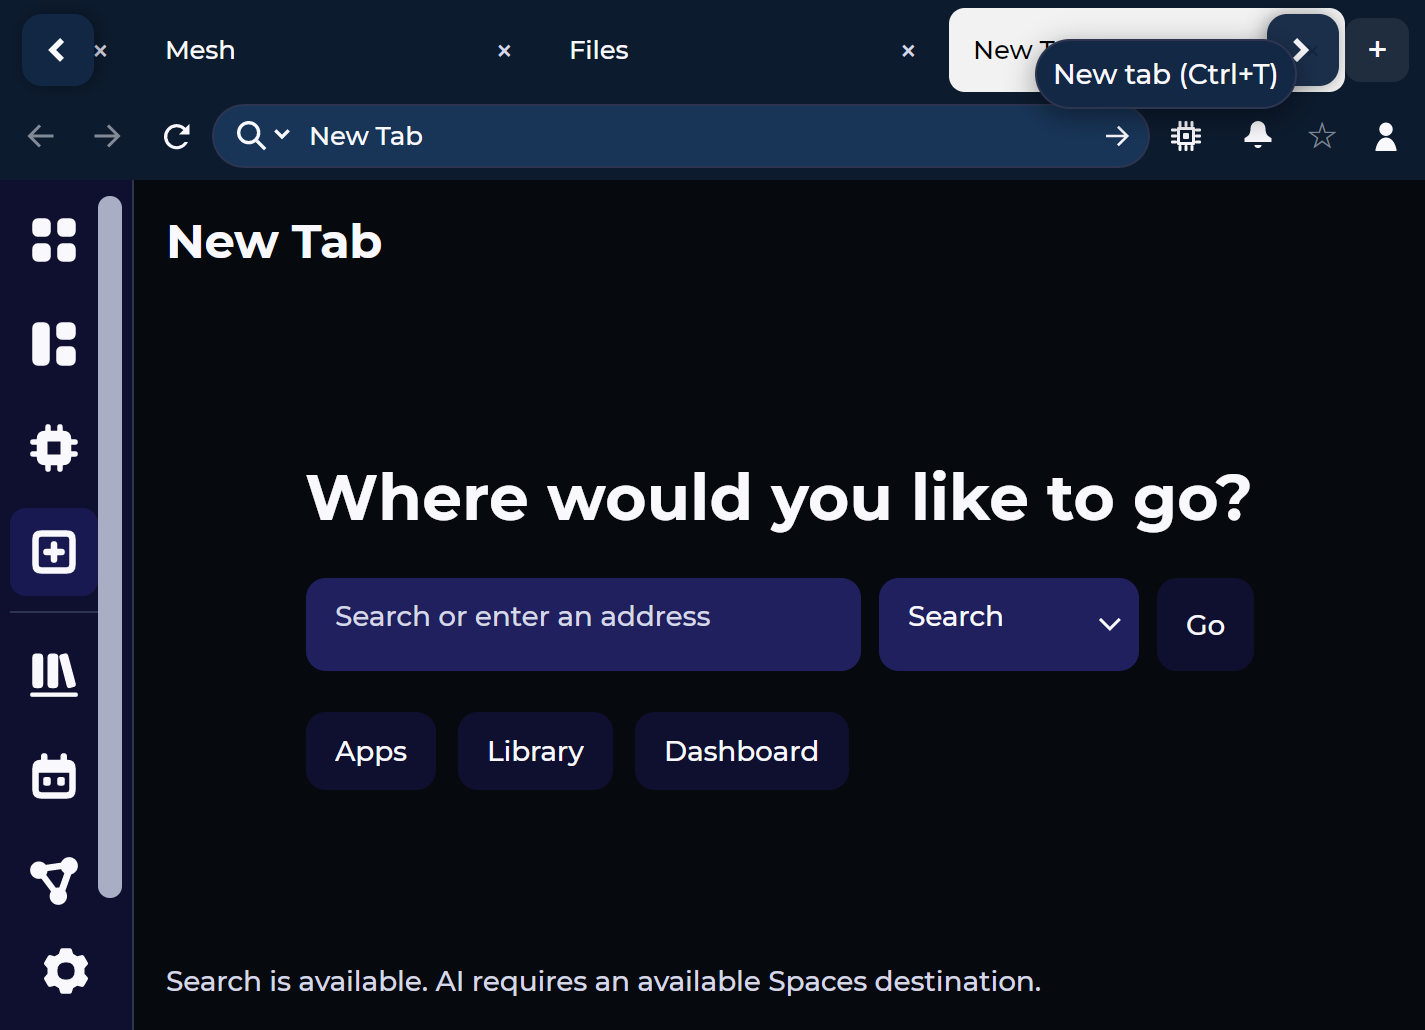 Mesh
Files
New T
New tab (Ctrl+T)
New Tab
New Tab
Where would you like to go?
Search or enter an address
Search
Go
Apps
Library
Dashboard
Search is available. AI requires an available Spaces destination.